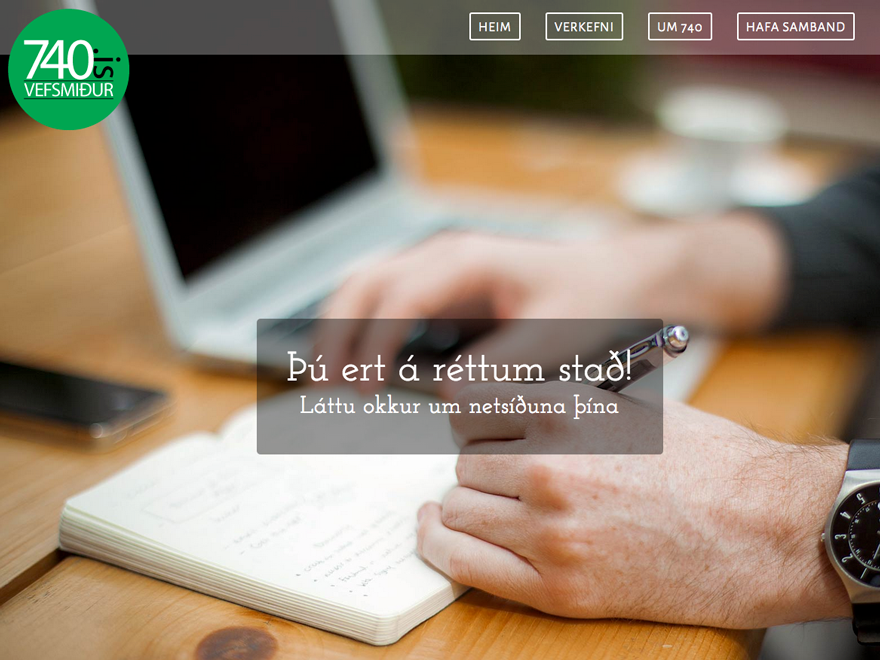 740.is
VEFSMIÐUR
HEIM
VERKEFNI
UM 740
HAFA SAMBAND
Þú ert á réttum stað!
Láttu okkur um netsíðuna þína